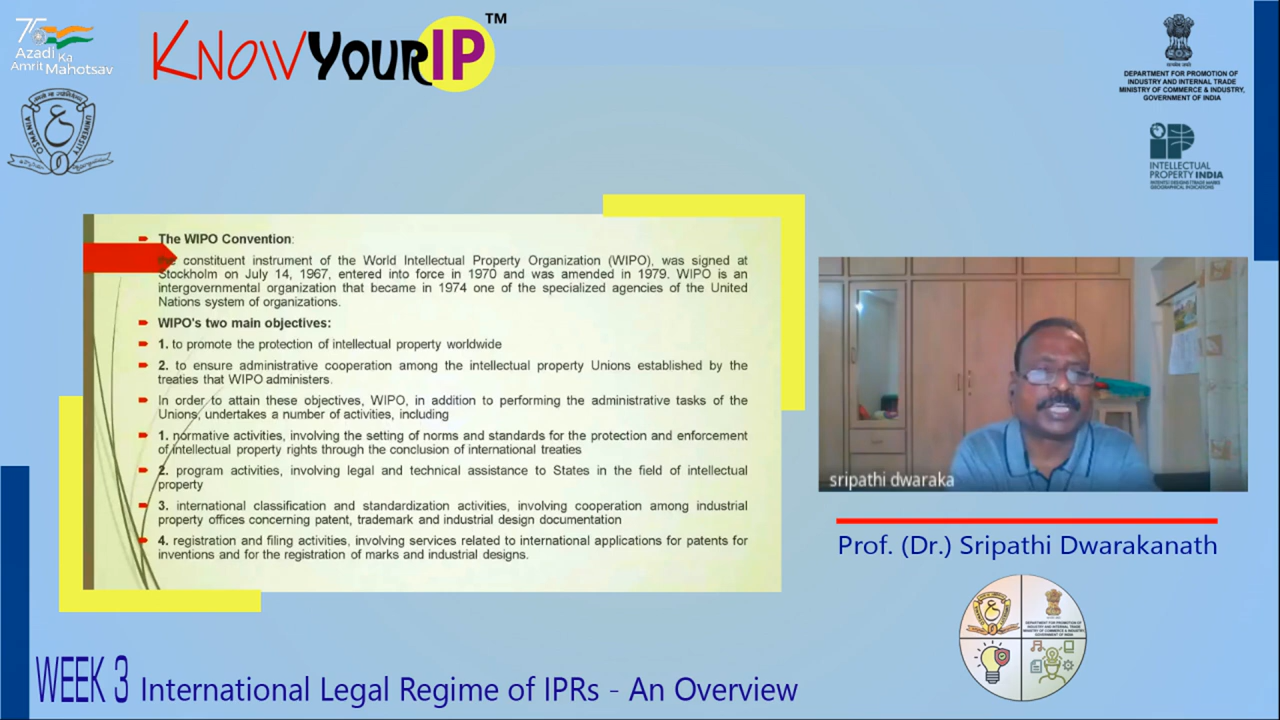 75
Azadi Ka
Amrit Mahotsav
KNOW YOUR IP TM
OSMANIA UNIVERSITY
DEPARTMENT FOR PROMOTION OF
INDUSTRY AND INTERNAL TRADE
MINISTRY OF COMMERCE & INDUSTRY,
GOVERNMENT OF INDIA
iP
INTELLECTUAL
PROPERTY INDIA
PATENTS | DESIGNS | TRADE MARKS
GEOGRAPHICAL INDICATIONS
The WIPO Convention:
constituent instrument of the World Intellectual Property Organization (WIPO), was signed at
Stockholm on July 14, 1967, entered into force in 1970 and was amended in 1979. WIPO is an
intergovernmental organization that became in 1974 one of the specialized agencies of the United
Nations system of organizations.
WIPO's two main objectives:
1. to promote the protection of intellectual property worldwide
2. to ensure administrative cooperation among the intellectual property Unions established by the
treaties that WIPO administers.
In order to attain these objectives, WIPO, in addition to performing the administrative tasks of the
Unions, undertakes a number of activities, including
1. normative activities, involving the setting of norms and standards for the protection and enforcement
of intellectual property rights through the conclusion of international treaties
2. program activities, involving legal and technical assistance to States in the field of intellectual
property
3. international classification and standardization activities, involving cooperation among industrial
property offices concerning patent, trademark and industrial design documentation
4. registration and filing activities, involving services related to international applications for patents for
inventions and for the registration of marks and industrial designs.
sripathi dwaraka
Prof. (Dr.) Sripathi Dwarakanath
WEEK 3 International Legal Regime of IPRs - An Overview